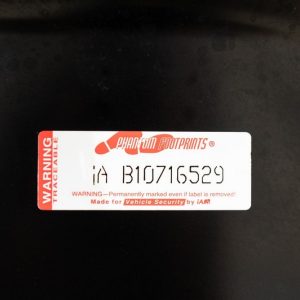 WARNING
TRACEABLE
PHANTOM FOOTPRINTS®
iA B10716529
WARNING—Permanently marked even if label is removed!
Made for Vehicle Security by iAM